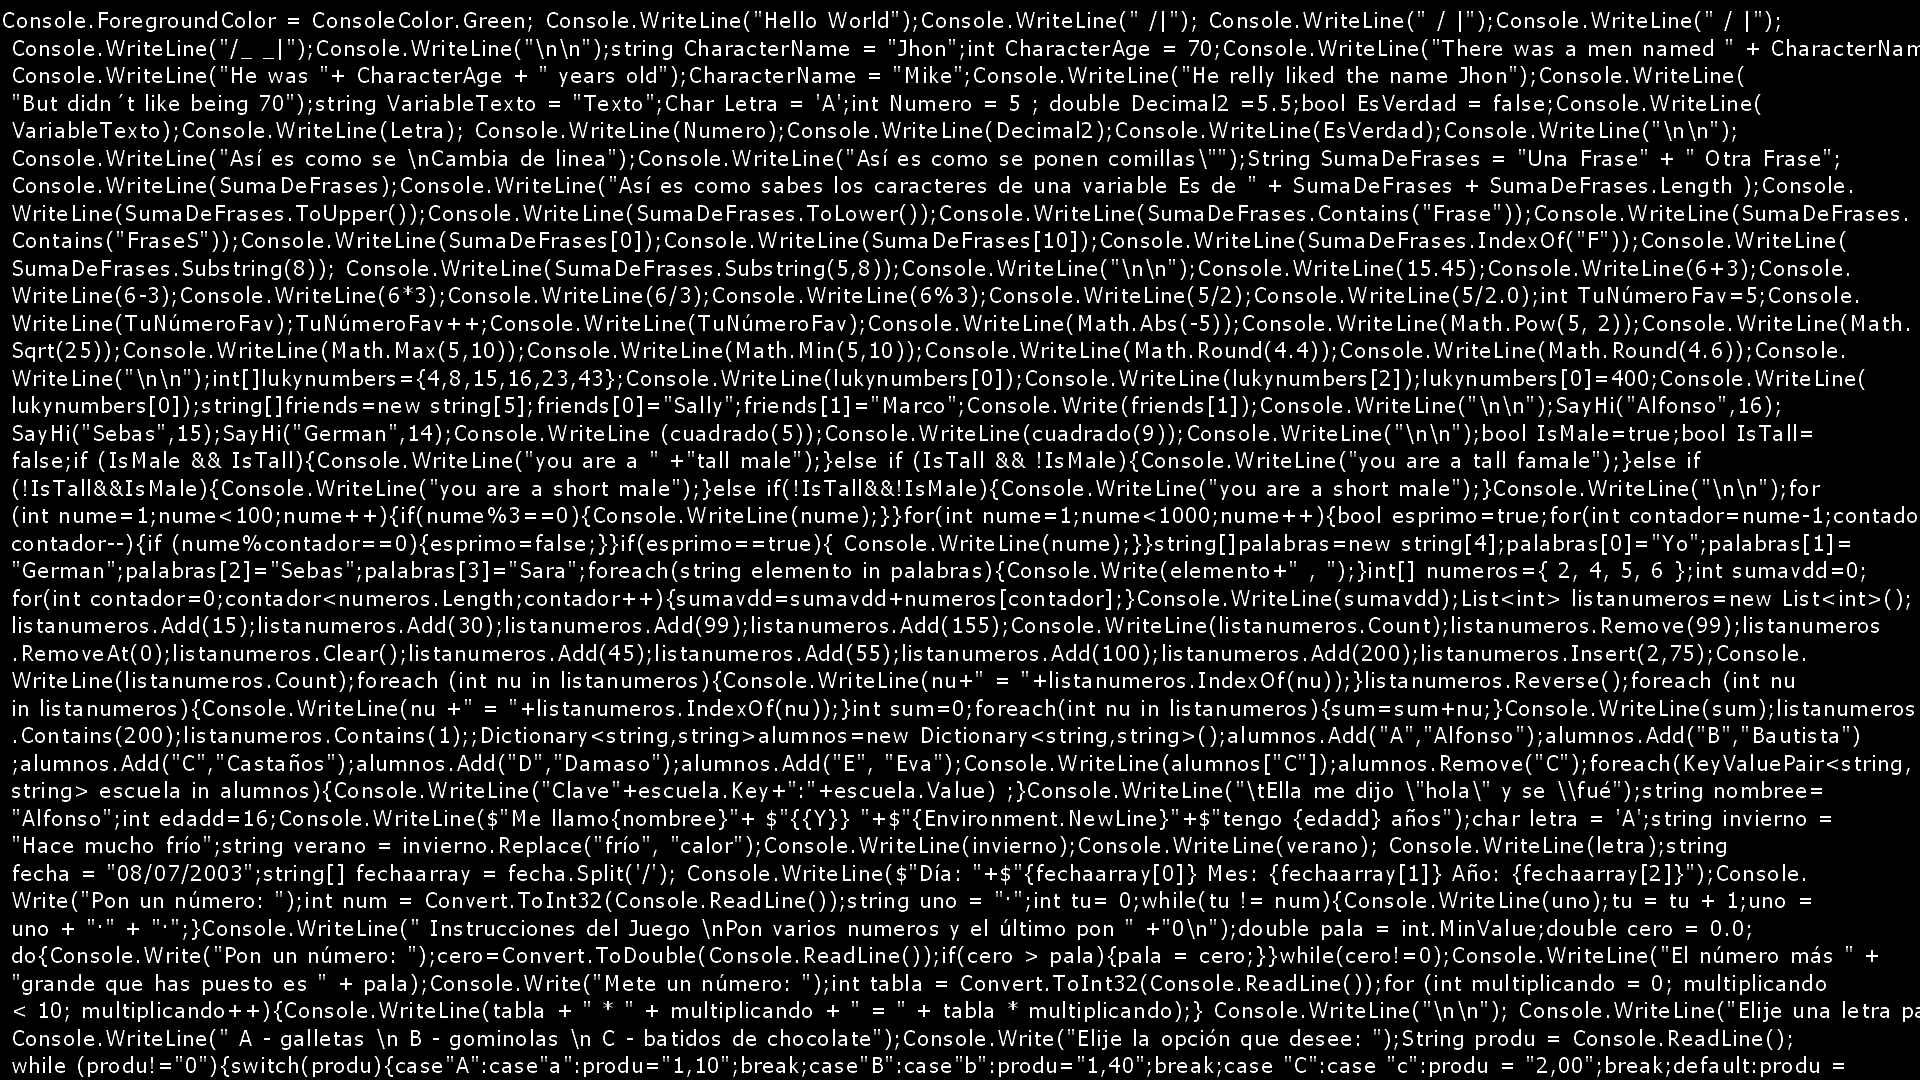 Console.ForegroundColor = ConsoleColor.Green; Console.WriteLine("Hello World");Console.WriteLine(" /|"); Console.WriteLine(" / |");Console.WriteLine(" / |");
Console.WriteLine("/_ _|");Console.WriteLine("\n\n");string CharacterName = "Jhon";int CharacterAge = 70;Console.WriteLine("There was a men named " + CharacterNam
Console.WriteLine("He was "+ CharacterAge + " years old");CharacterName = "Mike";Console.WriteLine("He relly liked the name Jhon");Console.WriteLine(
"But didn´t like being 70");string VariableTexto = "Texto";Char Letra = 'A';int Numero = 5 ; double Decimal2 =5.5;bool EsVerdad = false;Console.WriteLine(
VariableTexto);Console.WriteLine(Letra); Console.WriteLine(Numero);Console.WriteLine(Decimal2);Console.WriteLine(EsVerdad);Console.WriteLine("\n\n");
Console.WriteLine("Así es como se \nCambia de linea");Console.WriteLine("Así es como se ponen comillas\"");String SumaDeFrases = "Una Frase" + " Otra Frase";
Console.WriteLine(SumaDeFrases);Console.WriteLine("Así es como sabes los caracteres de una variable Es de " + SumaDeFrases + SumaDeFrases.Length );Console.
WriteLine(SumaDeFrases.ToUpper());Console.WriteLine(SumaDeFrases.ToLower());Console.WriteLine(SumaDeFrases.Contains("Frase"));Console.WriteLine(SumaDeFrases.
Contains("FraseS"));Console.WriteLine(SumaDeFrases[0]);Console.WriteLine(SumaDeFrases[10]);Console.WriteLine(SumaDeFrases.IndexOf("F"));Console.WriteLine(
SumaDeFrases.Substring(8)); Console.WriteLine(SumaDeFrases.Substring(5,8));Console.WriteLine("\n\n");Console.WriteLine(15.45);Console.WriteLine(6+3);Console.
WriteLine(6-3);Console.WriteLine(6*3);Console.WriteLine(6/3);Console.WriteLine(6%3);Console.WriteLine(5/2);Console.WriteLine(5/2.0);int TuNúmeroFav=5;Console.
WriteLine(TuNúmeroFav);TuNúmeroFav++;Console.WriteLine(TuNúmeroFav);Console.WriteLine(Math.Abs(-5));Console.WriteLine(Math.Pow(5, 2));Console.WriteLine(Math.
Sqrt(25));Console.WriteLine(Math.Max(5,10));Console.WriteLine(Math.Min(5,10));Console.WriteLine(Math.Round(4.4));Console.WriteLine(Math.Round(4.6));Console.
WriteLine("\n\n");int[]lukynumbers={4,8,15,16,23,43};Console.WriteLine(lukynumbers[0]);Console.WriteLine(lukynumbers[2]);lukynumbers[0]=400;Console.WriteLine(
lukynumbers[0]);string[]friends=new string[5];friends[0]="Sally";friends[1]="Marco";Console.Write(friends[1]);Console.WriteLine("\n\n");SayHi("Alfonso",16);
SayHi("Sebas",15);SayHi("German",14);Console.WriteLine (cuadrado(5));Console.WriteLine(cuadrado(9));Console.WriteLine("\n\n");bool IsMale=true;bool IsTall=
false;if (IsMale && IsTall){Console.WriteLine("you are a " +"tall male");}else if (IsTall && !IsMale){Console.WriteLine("you are a tall famale");}else if
(!IsTall&&IsMale){Console.WriteLine("you are a short male");}else if(!IsTall&&!IsMale){Console.WriteLine("you are a short male");}Console.WriteLine("\n\n");for
(int nume=1;nume<100;nume++){if(nume%3==0){Console.WriteLine(nume);}}for(int nume=1;nume<1000;nume++){bool esprimo=true;for(int contador=nume-1;contado
contador--){if (nume%contador==0){esprimo=false;}}if(esprimo==true){ Console.WriteLine(nume);}}string[]palabras=new string[4];palabras[0]="Yo";palabras[1]=
"German";palabras[2]="Sebas";palabras[3]="Sara";foreach(string elemento in palabras){Console.Write(elemento+" , ");}int[] numeros={ 2, 4, 5, 6 };int sumavdd=0;
for(int contador=0;contador<numeros.Length;contador++){sumavdd=sumavdd+numeros[contador];}Console.WriteLine(sumavdd);List<int> listanumeros=new List<int>();
listanumeros.Add(15);listanumeros.Add(30);listanumeros.Add(99);listanumeros.Add(155);Console.WriteLine(listanumeros.Count);listanumeros.Remove(99);listanumeros
.RemoveAt(0);listanumeros.Clear();listanumeros.Add(45);listanumeros.Add(55);listanumeros.Add(100);listanumeros.Add(200);listanumeros.Insert(2,75);Console.
WriteLine(listanumeros.Count);foreach (int nu in listanumeros){Console.WriteLine(nu+" = "+listanumeros.IndexOf(nu));}listanumeros.Reverse();foreach (int nu
in listanumeros){Console.WriteLine(nu +" = "+listanumeros.IndexOf(nu));}int sum=0;foreach(int nu in listanumeros){sum=sum+nu;}Console.WriteLine(sum);listanumeros
.Contains(200);listanumeros.Contains(1);;Dictionary<string,string>alumnos=new Dictionary<string,string>();alumnos.Add("A","Alfonso");alumnos.Add("B","Bautista")
;alumnos.Add("C","Castaños");alumnos.Add("D","Damaso");alumnos.Add("E", "Eva");Console.WriteLine(alumnos["C"]);alumnos.Remove("C");foreach(KeyValuePair<string,
string> escuela in alumnos){Console.WriteLine("Clave"+escuela.Key+":"+escuela.Value) ;}Console.WriteLine("\tElla me dijo \"hola\" y se \\fué");string nombree=
"Alfonso";int edadd=16;Console.WriteLine($"Me llamo{nombree}"+ $"{{Y}} "+$"{Environment.NewLine}"+$"tengo {edadd} años");char letra = 'A';string invierno =
"Hace mucho frío";string verano = invierno.Replace("frío", "calor");Console.WriteLine(invierno);Console.WriteLine(verano); Console.WriteLine(letra);string
fecha = "08/07/2003";string[] fechaarray = fecha.Split('/'); Console.WriteLine($"Día: "+$"{fechaarray[0]} Mes: {fechaarray[1]} Año: {fechaarray[2]}");Console.
Write("Pon un número: ");int num = Convert.ToInt32(Console.ReadLine());string uno = "·";int tu= 0;while(tu != num){Console.WriteLine(uno);tu = tu + 1;uno =
uno + "·" + "·";}Console.WriteLine(" Instrucciones del Juego \nPon varios numeros y el último pon " +"0\n");double pala = int.MinValue;double cero = 0.0;
do{Console.Write("Pon un número: ");cero=Convert.ToDouble(Console.ReadLine());if(cero > pala){pala = cero;}}while(cero!=0);Console.WriteLine("El número más " +
"grande que has puesto es " + pala);Console.Write("Mete un número: ");int tabla = Convert.ToInt32(Console.ReadLine());for (int multiplicando = 0; multiplicando
< 10; multiplicando++){Console.WriteLine(tabla + " * " + multiplicando + " = " + tabla * multiplicando);} Console.WriteLine("\n\n"); Console.WriteLine("Elije una letra pa
Console.WriteLine(" A - galletas \n B - gominolas \n C - batidos de chocolate");Console.Write("Elije la opción que desee: ");String produ = Console.ReadLine();
while (produ!="0"){switch(produ){case"A":case"a":produ="1,10";break;case"B":case"b":produ="1,40";break;case "C":case "c":produ = "2,00";break;default:produ =